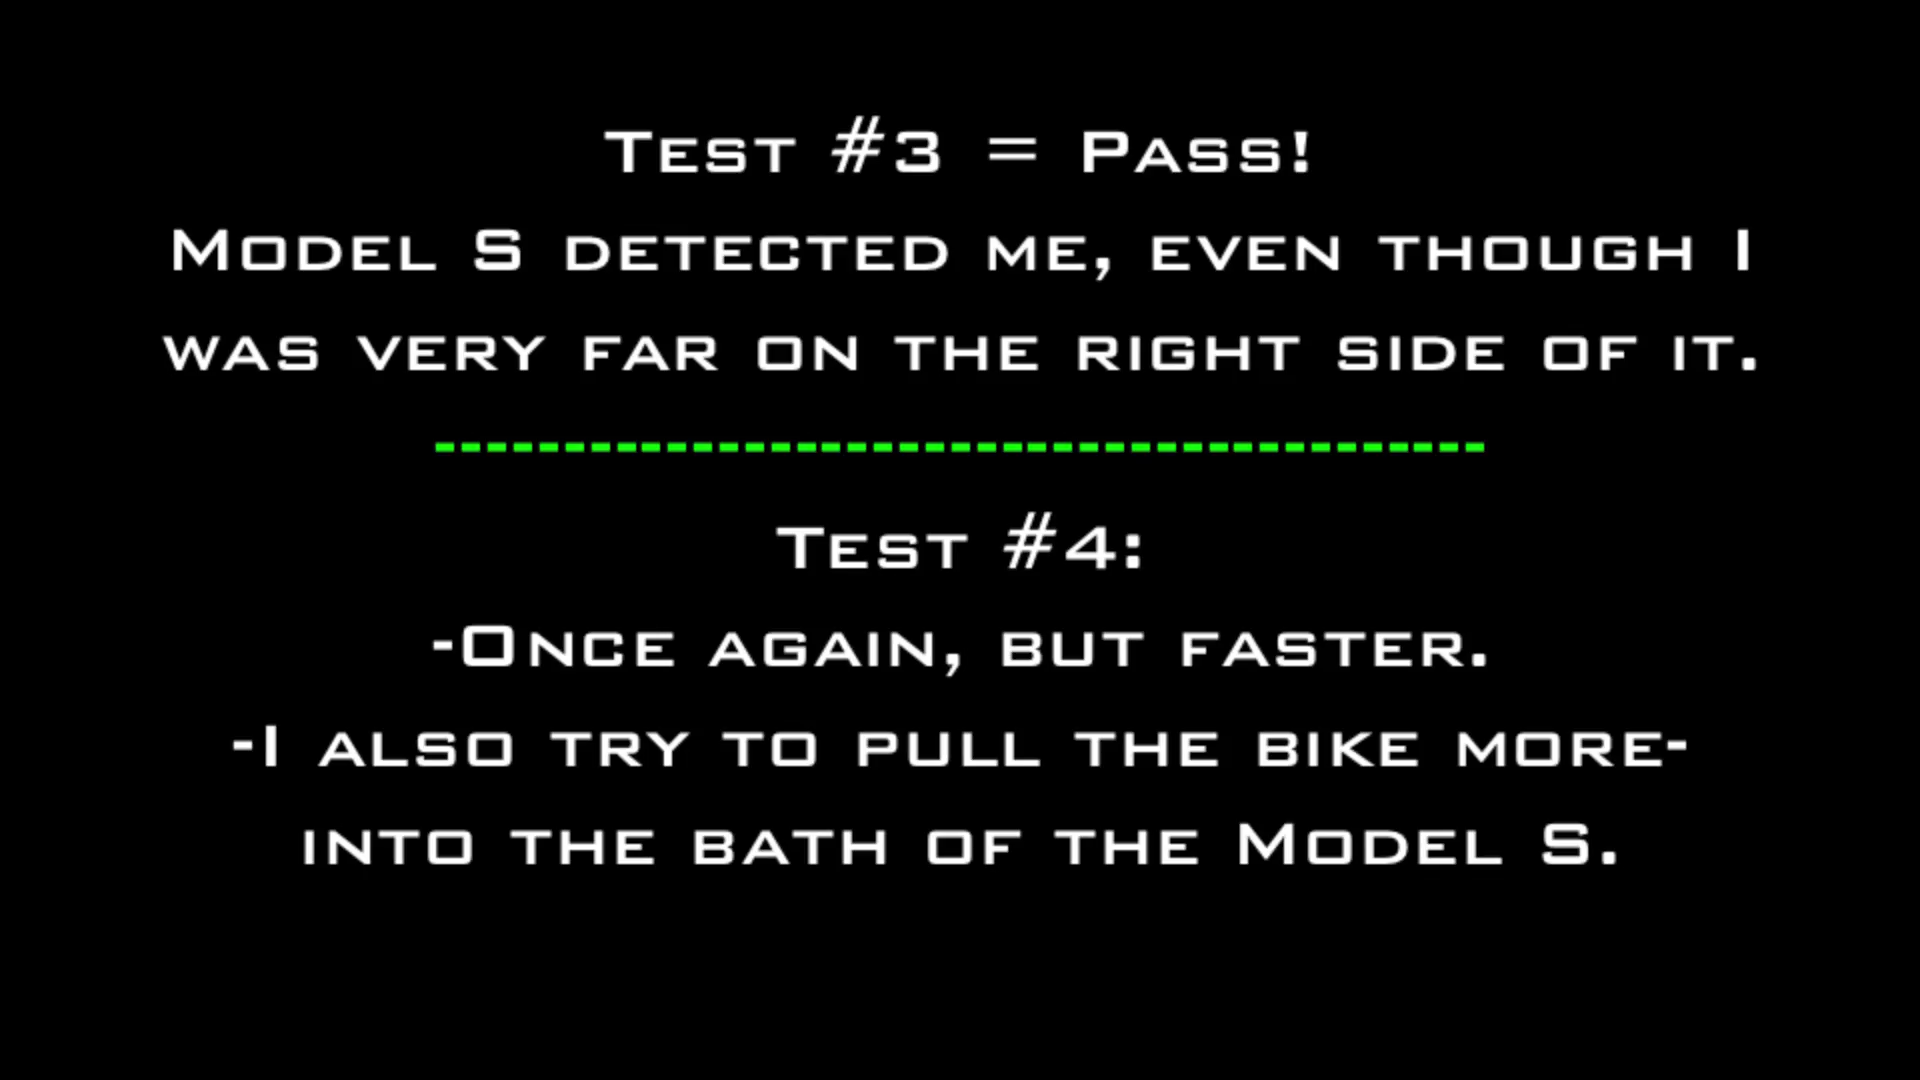 Test #3 = Pass!
Model S detected me, even though I
was very far on the right side of it.
-----------------------------------------
Test #4:
-Once again, but faster.
-I also try to pull the bike more-
into the bath of the Model S.